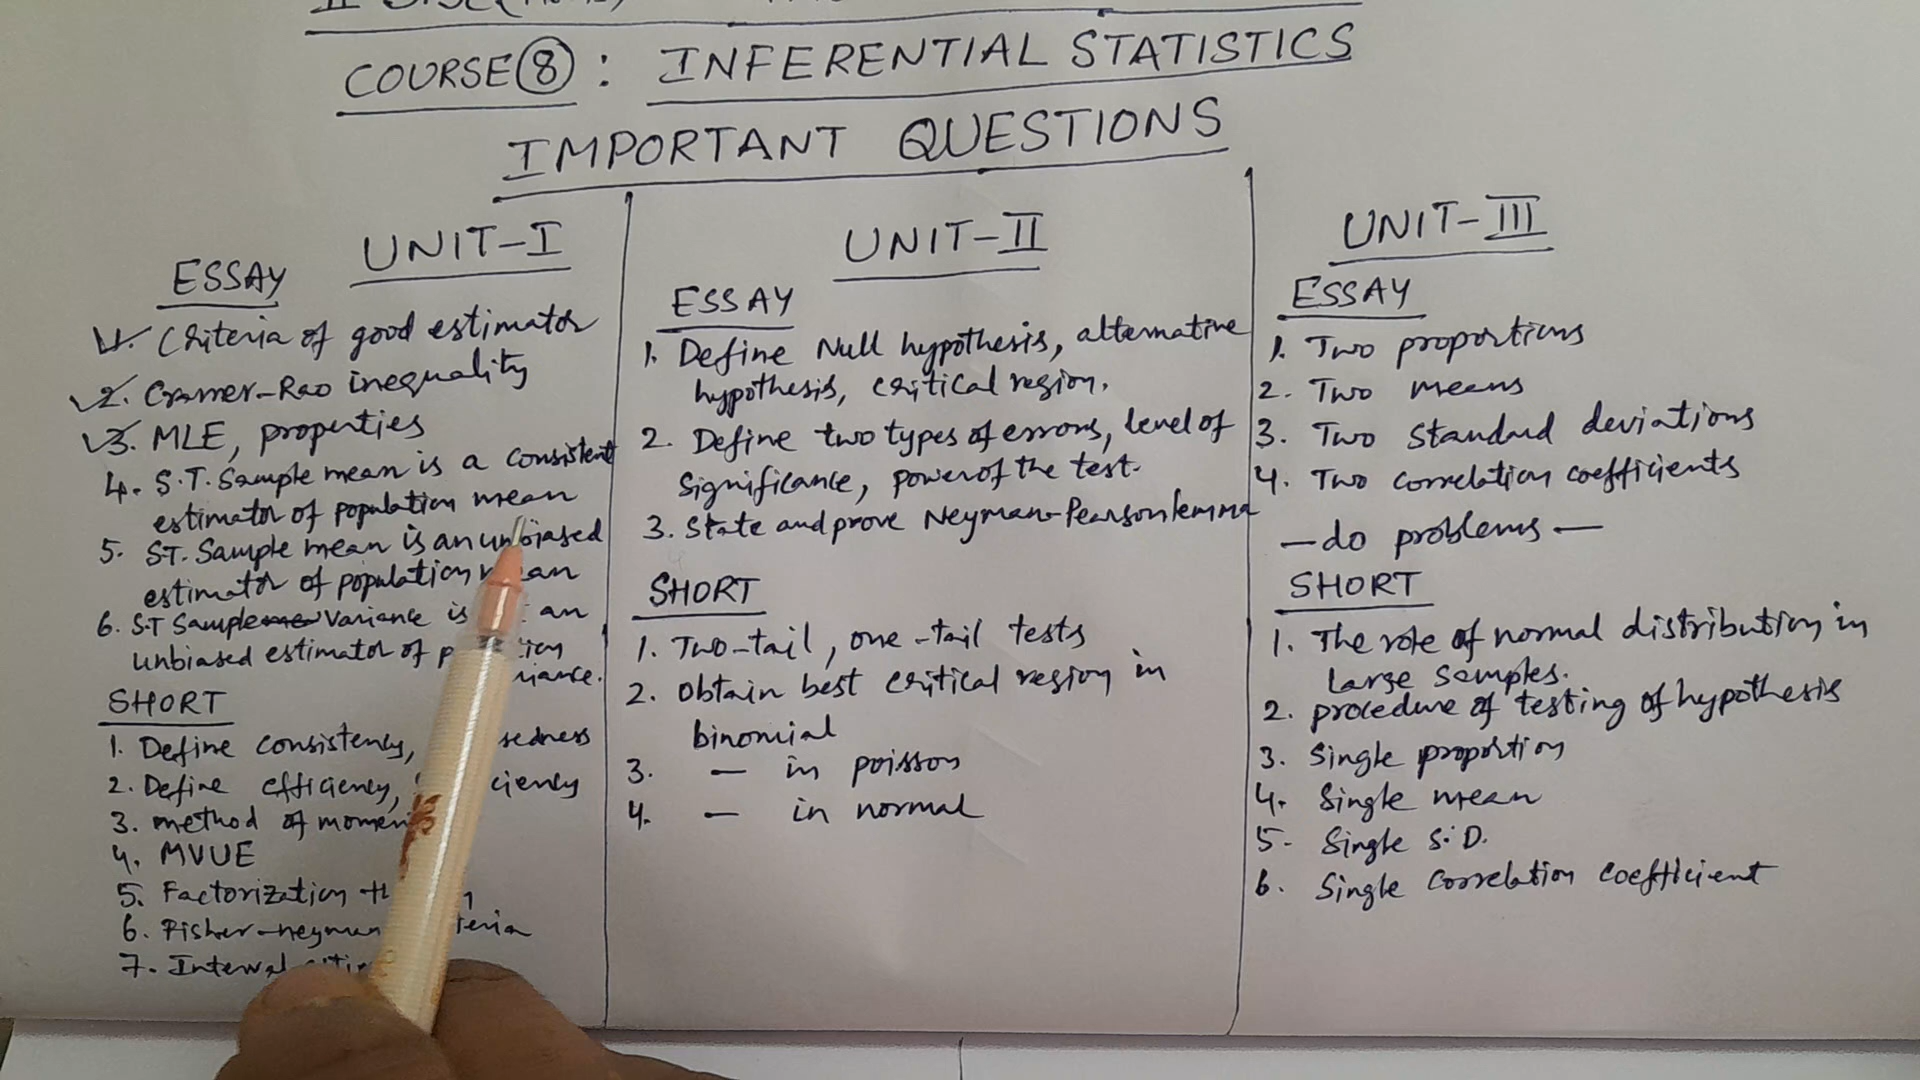 COURSE 8 : INFERENTIAL STATISTICS
IMPORTANT QUESTIONS
UNIT-I
ESSAY
1. Criteria of good estimator
2. Cramer-Rao inequality
3. MLE, properties
4. S.T. Sample mean is a consistent
estimator of population mean
5. S.T. Sample mean is an unbiased
estimator of population
6. S.T Sample Variance is an
unbiased estimator of
SHORT
1. Define consistency,
2. Define efficiency,
3. method of
4. MVUE
5. Factorization
6. Fisher-neyman
7. Interval
UNIT-II
ESSAY
1. Define Null hypothesis, alternative
hypothesis, critical region.
2. Define two types of errors, level of
significance, power of the test.
3. State and prove Neyman-Pearson lemma
SHORT
1. Two-tail, one-tail tests
2. Obtain best critical region in
binomial
3. — in poisson
4. — in normal
UNIT-III
ESSAY
1. Two proportions
2. Two means
3. Two Standard deviations
4. Two correlation coefficients
— do problems —
SHORT
1. The role of normal distribution in
large samples.
2. procedure of testing of hypothesis
3. Single proportion
4. Single mean
5. Single S.D.
6. Single correlation coefficient